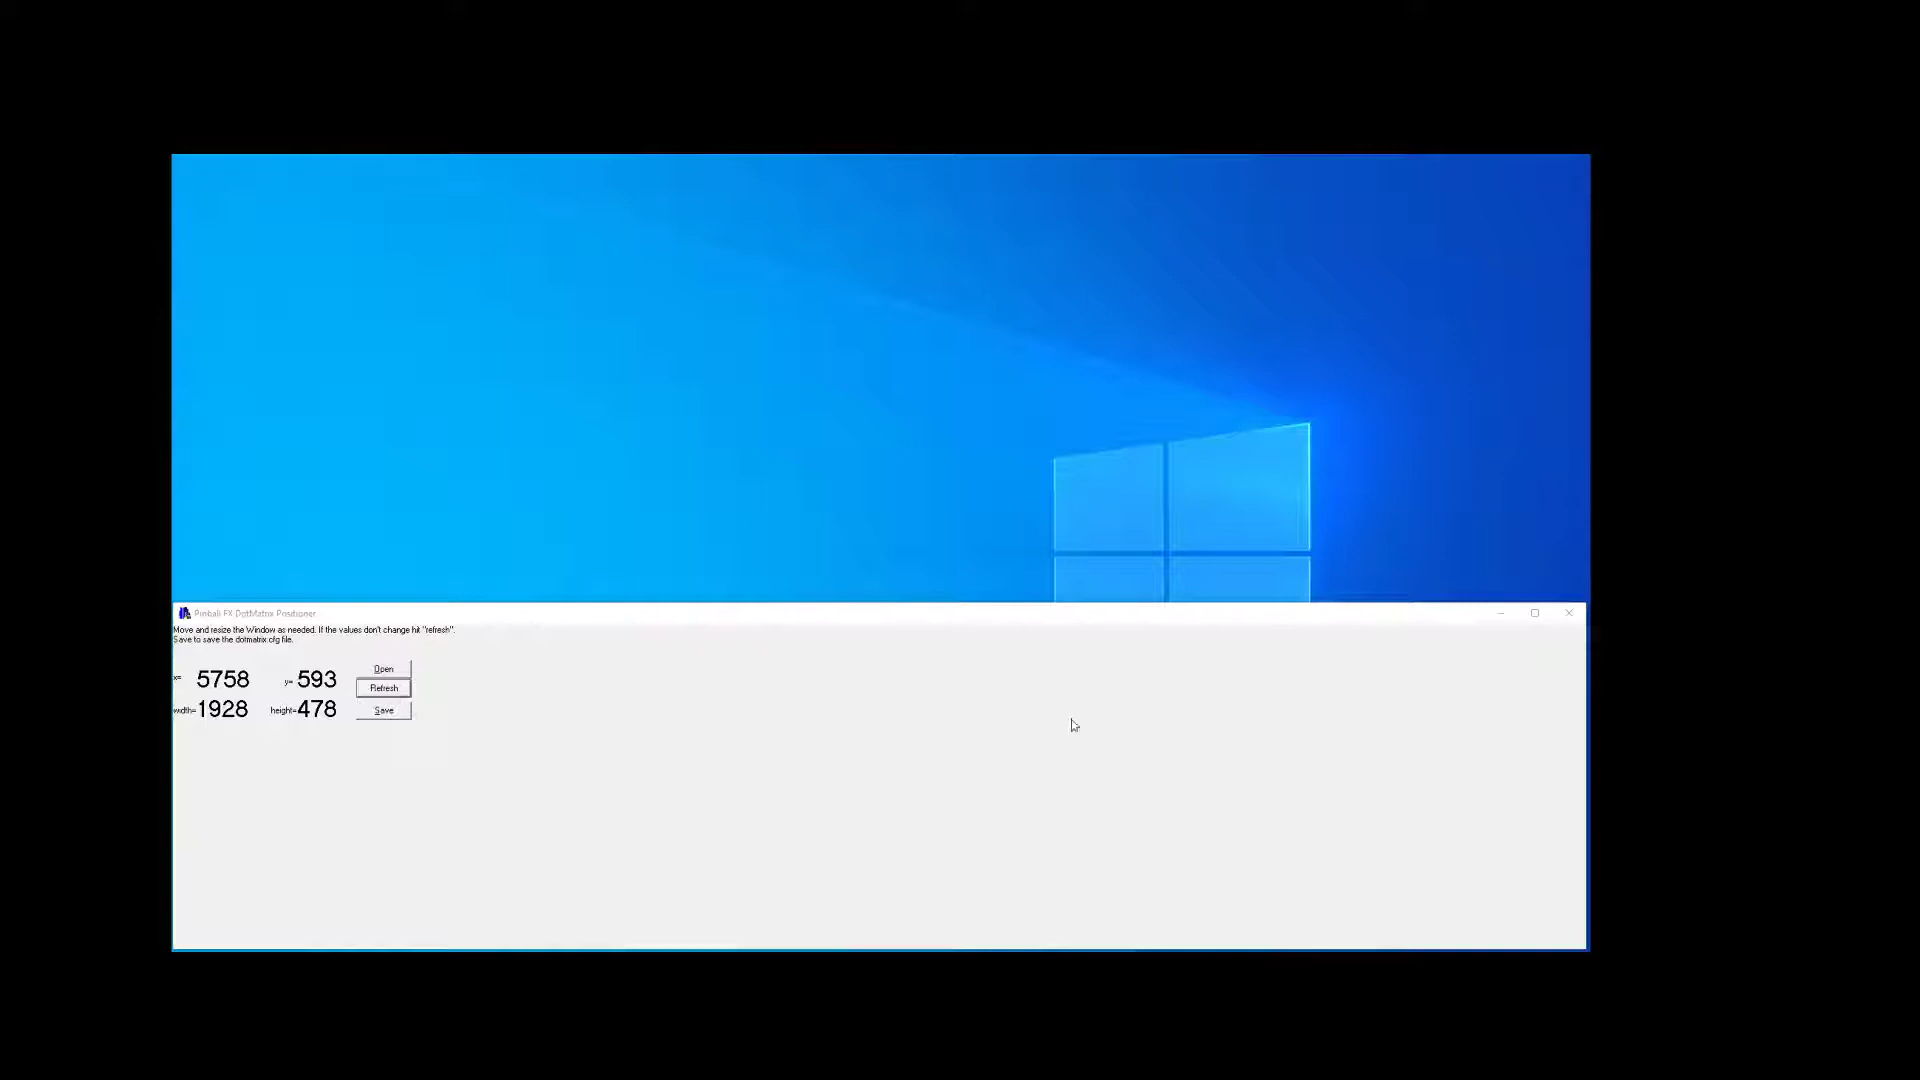 Pinball FX DotMatrix Positioner
Move and resize the Window as needed. If the values don't change hit "refresh".
Save to save the dotmatrix.cfg file.
x= 5758 y= 593
width= 1928 height= 478
Open
Refresh
Save